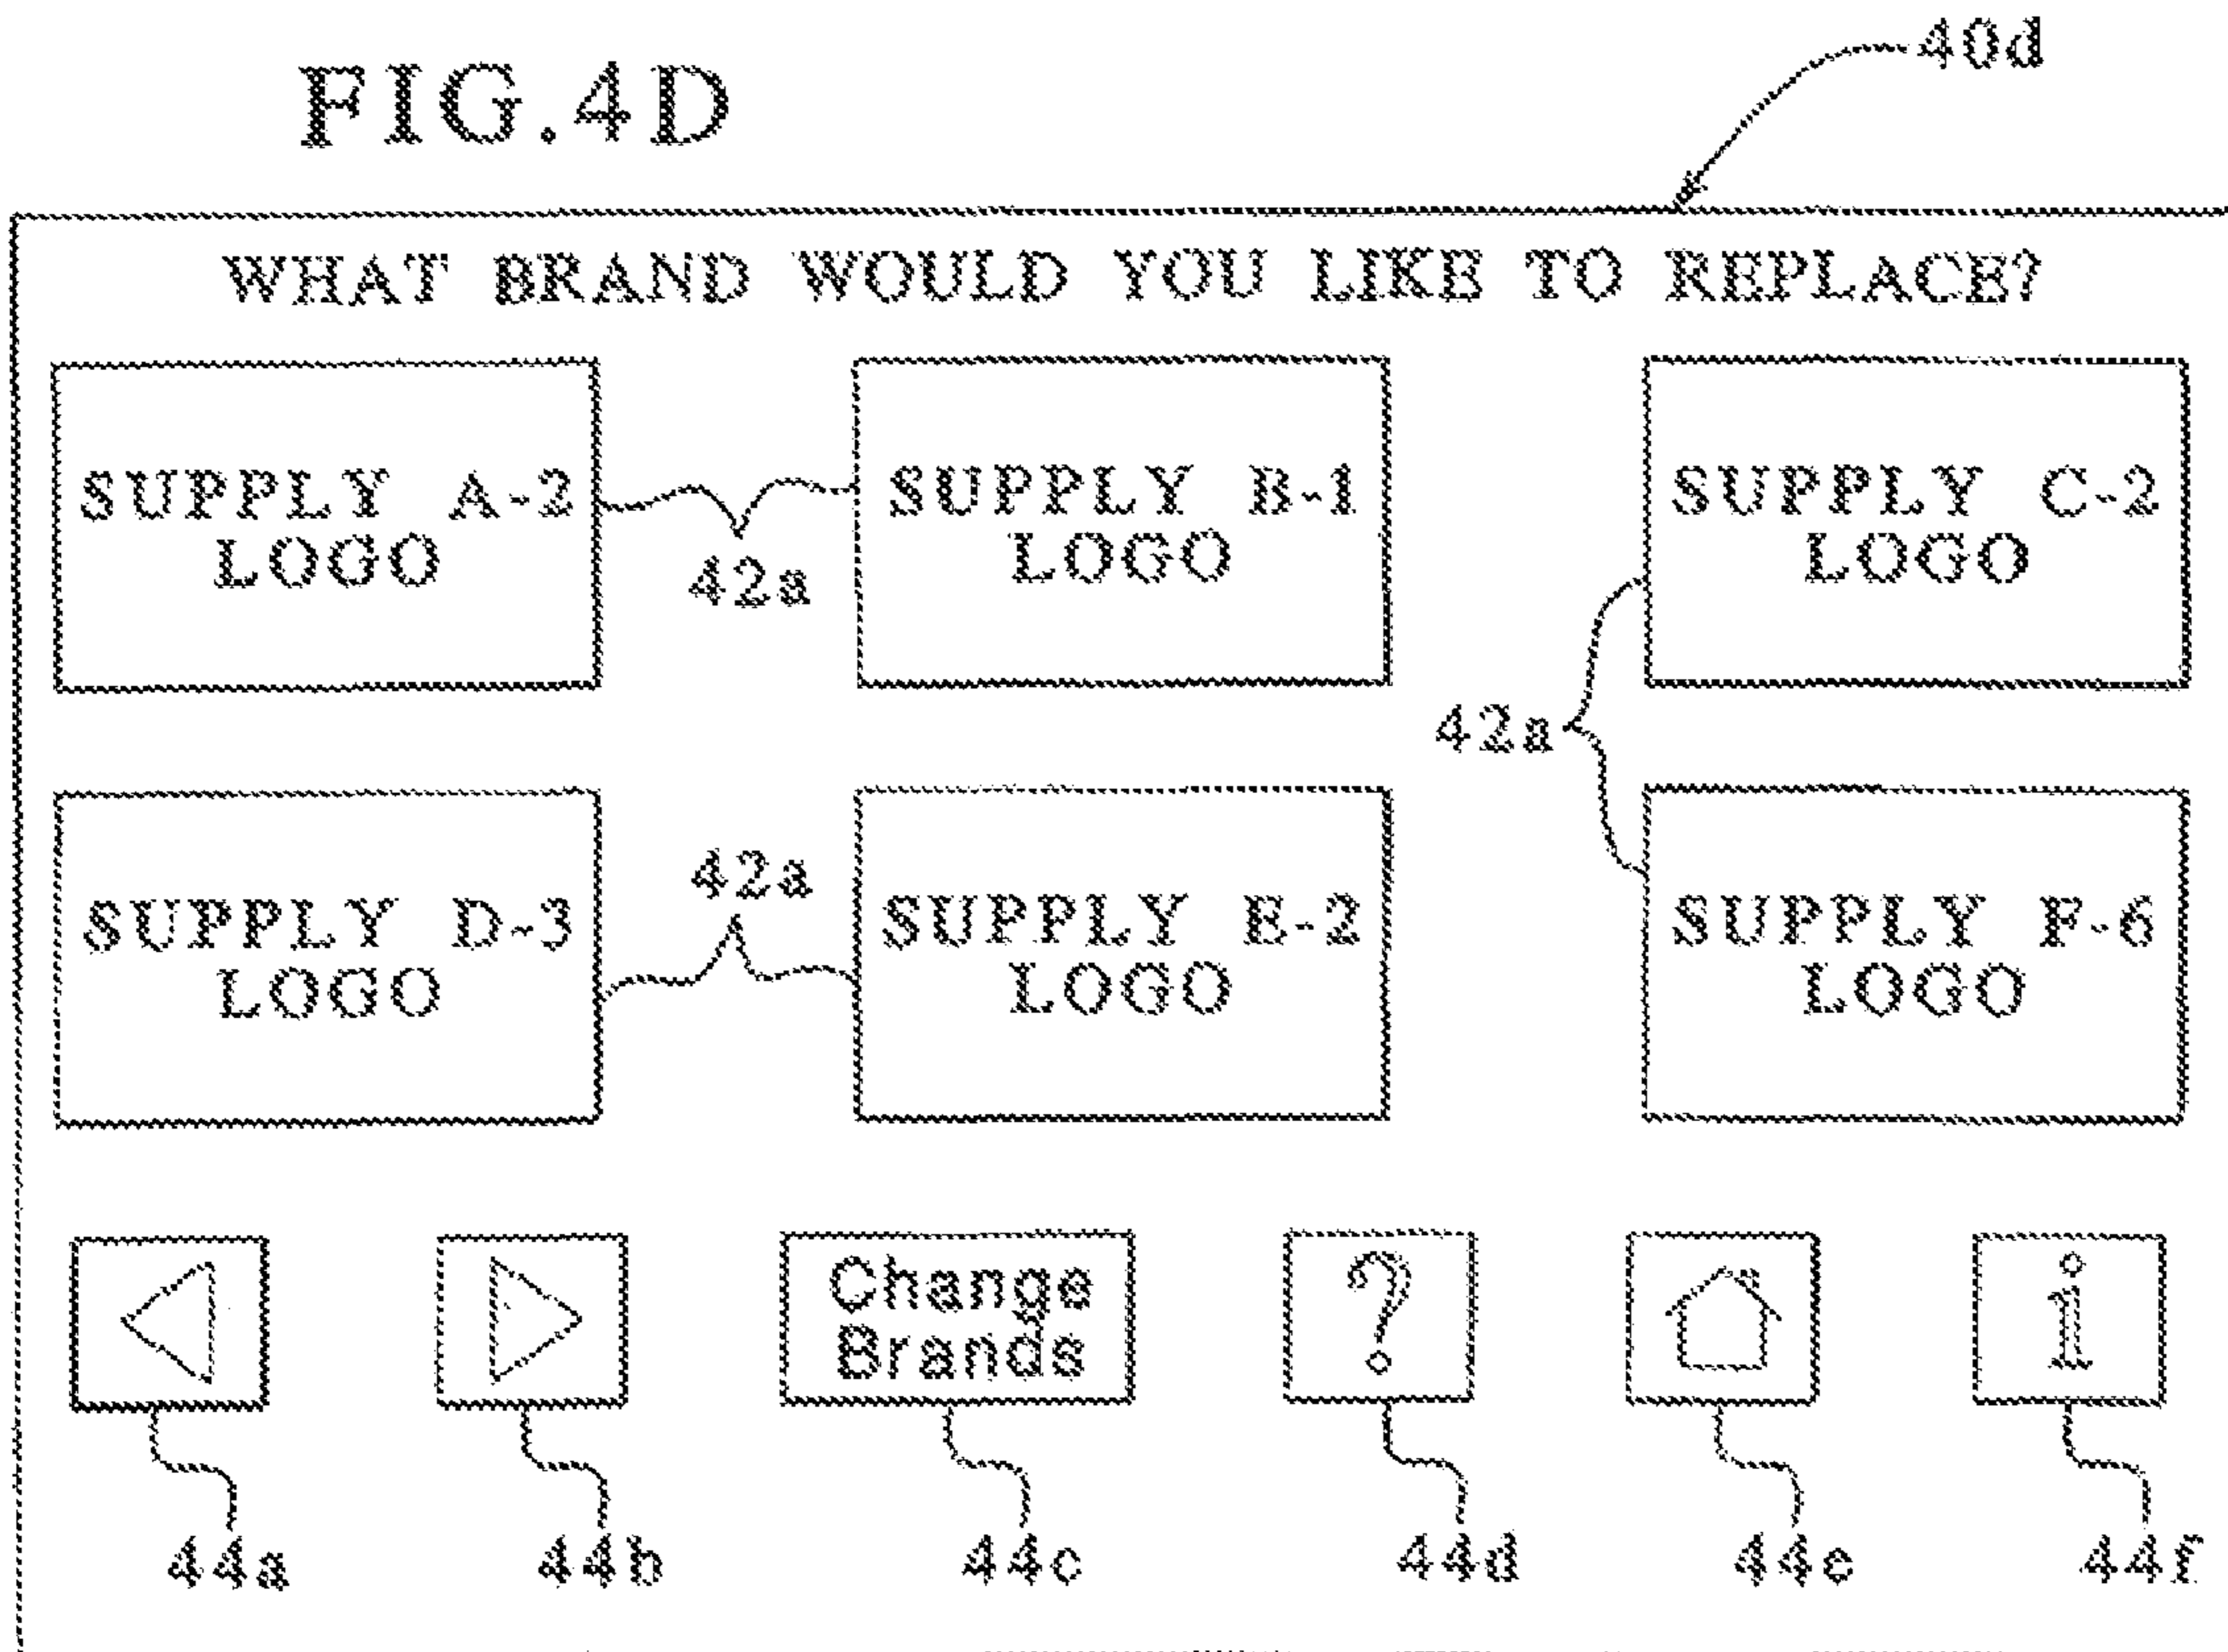 FIG.4D
40d
WHAT BRAND WOULD YOU LIKE TO REPLACE?
SUPPLY A-2
LOGO
42a
SUPPLY B-1
LOGO
SUPPLY C-2
LOGO
42a
SUPPLY D-3
LOGO
42a
SUPPLY E-2
LOGO
SUPPLY F-6
LOGO
Change
Brands
?
i
44a
44b
44c
44d
44e
44f